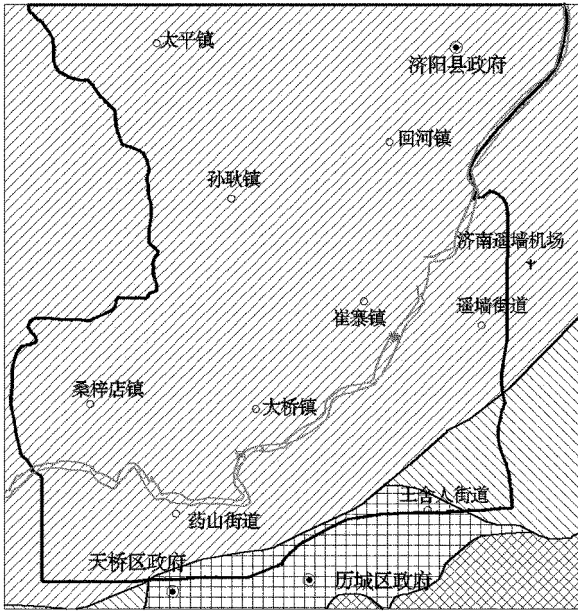 太平镇
济阳县政府
回河镇
孙耿镇
济南遥墙机场
崔寨镇
遥墙街道
桑梓店镇
大桥镇
王舍人街道
药山街道
天桥区政府
历城区政府